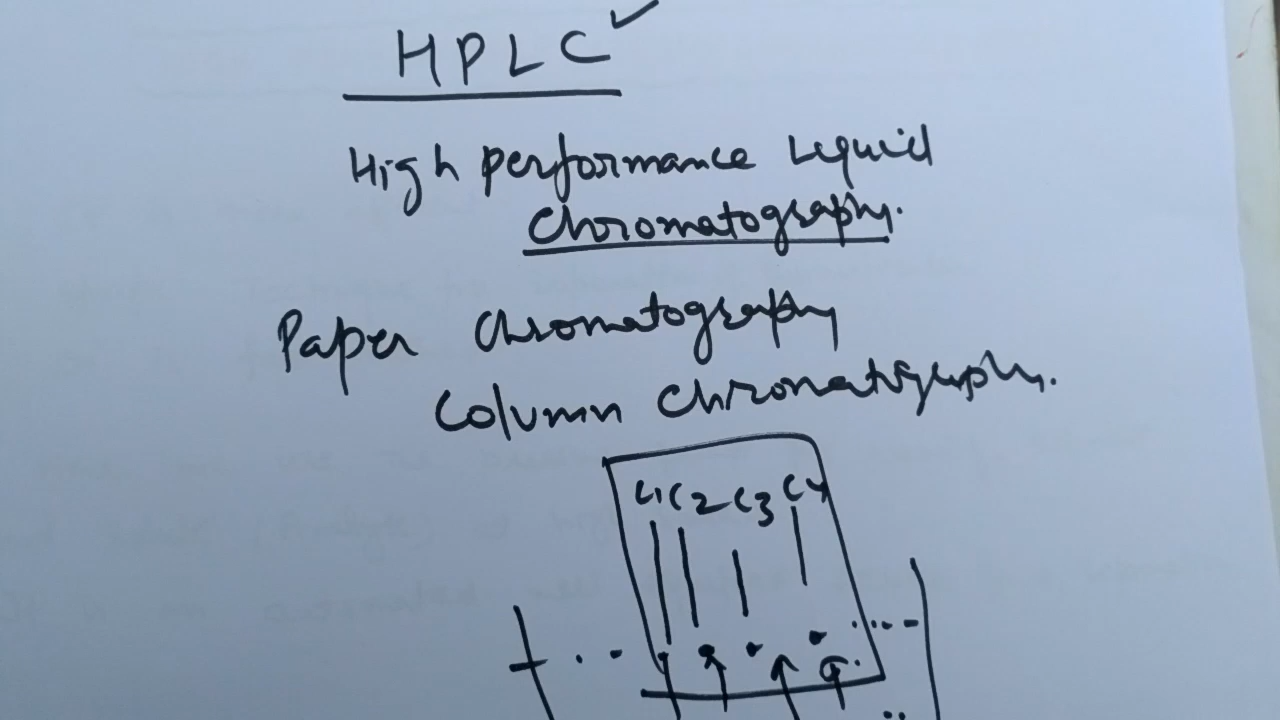 HPLC
High performance Liquid
Chromatography.
Paper Chromatography
Column Chromatography.
C1 C2 C3 C4